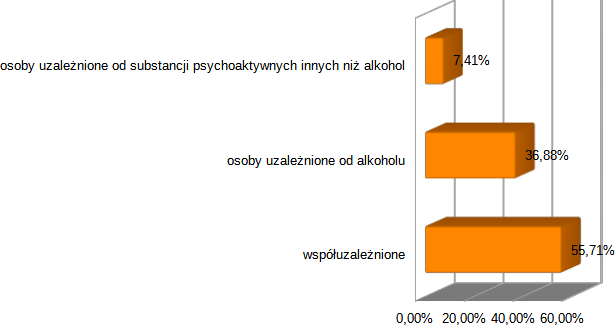 osoby uzależnione od substancji psychoaktywnych innych niż alkohol
7,41%
osoby uzależnione od alkoholu
36,88%
współuzależnione
55,71%
0,00% 20,00% 40,00% 60,00%